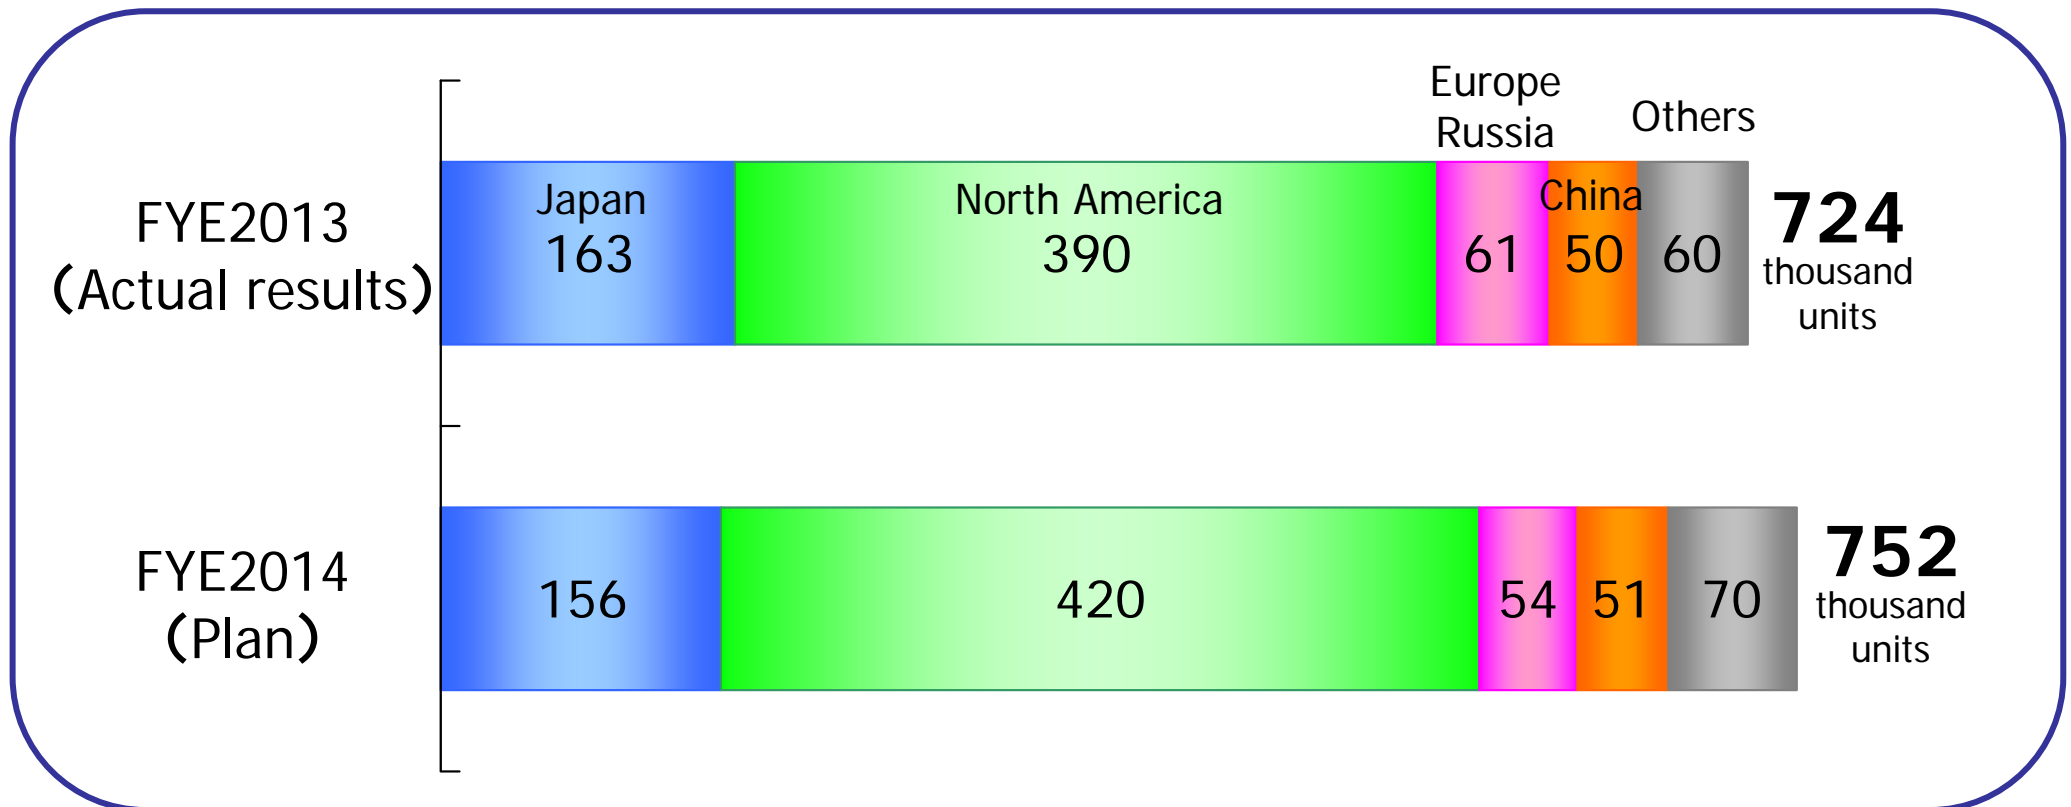 Europe
Russia
Others
FYE2013
(Actual results)
Japan
163
North America
390
61
China
50
60
724
thousand
units
FYE2014
(Plan)
156
420
54
51
70
752
thousand
units